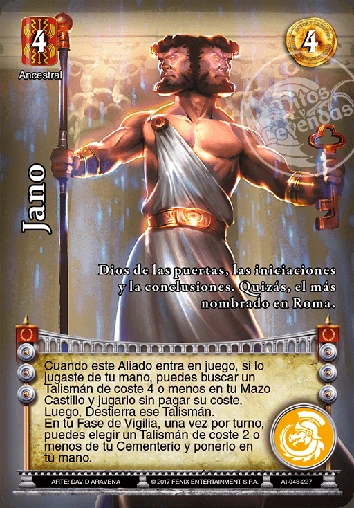 4
4
Ancestral
Mitos y
Leyendas
Jano
Dios de las puertas, las iniciaciones
y la conclusiones. Quizás, el más
nombrado en Roma.
Cuando este Aliado entra en juego, si lo
jugaste de tu mano, puedes buscar un
Talismán de coste 4 o menos en tu Mazo
Castillo y jugarlo sin pagar su coste.
Luego, Destierra ese Talismán.
En tu Fase de Vigilia, una vez por turno,
puedes elegir un Talismán de coste 2 o
menos de tu Cementerio y ponerlo en
tu mano.
ARTE: DAVID ARAVENA
© 2017 FENIX ENTERTAINMENT S.P.A.